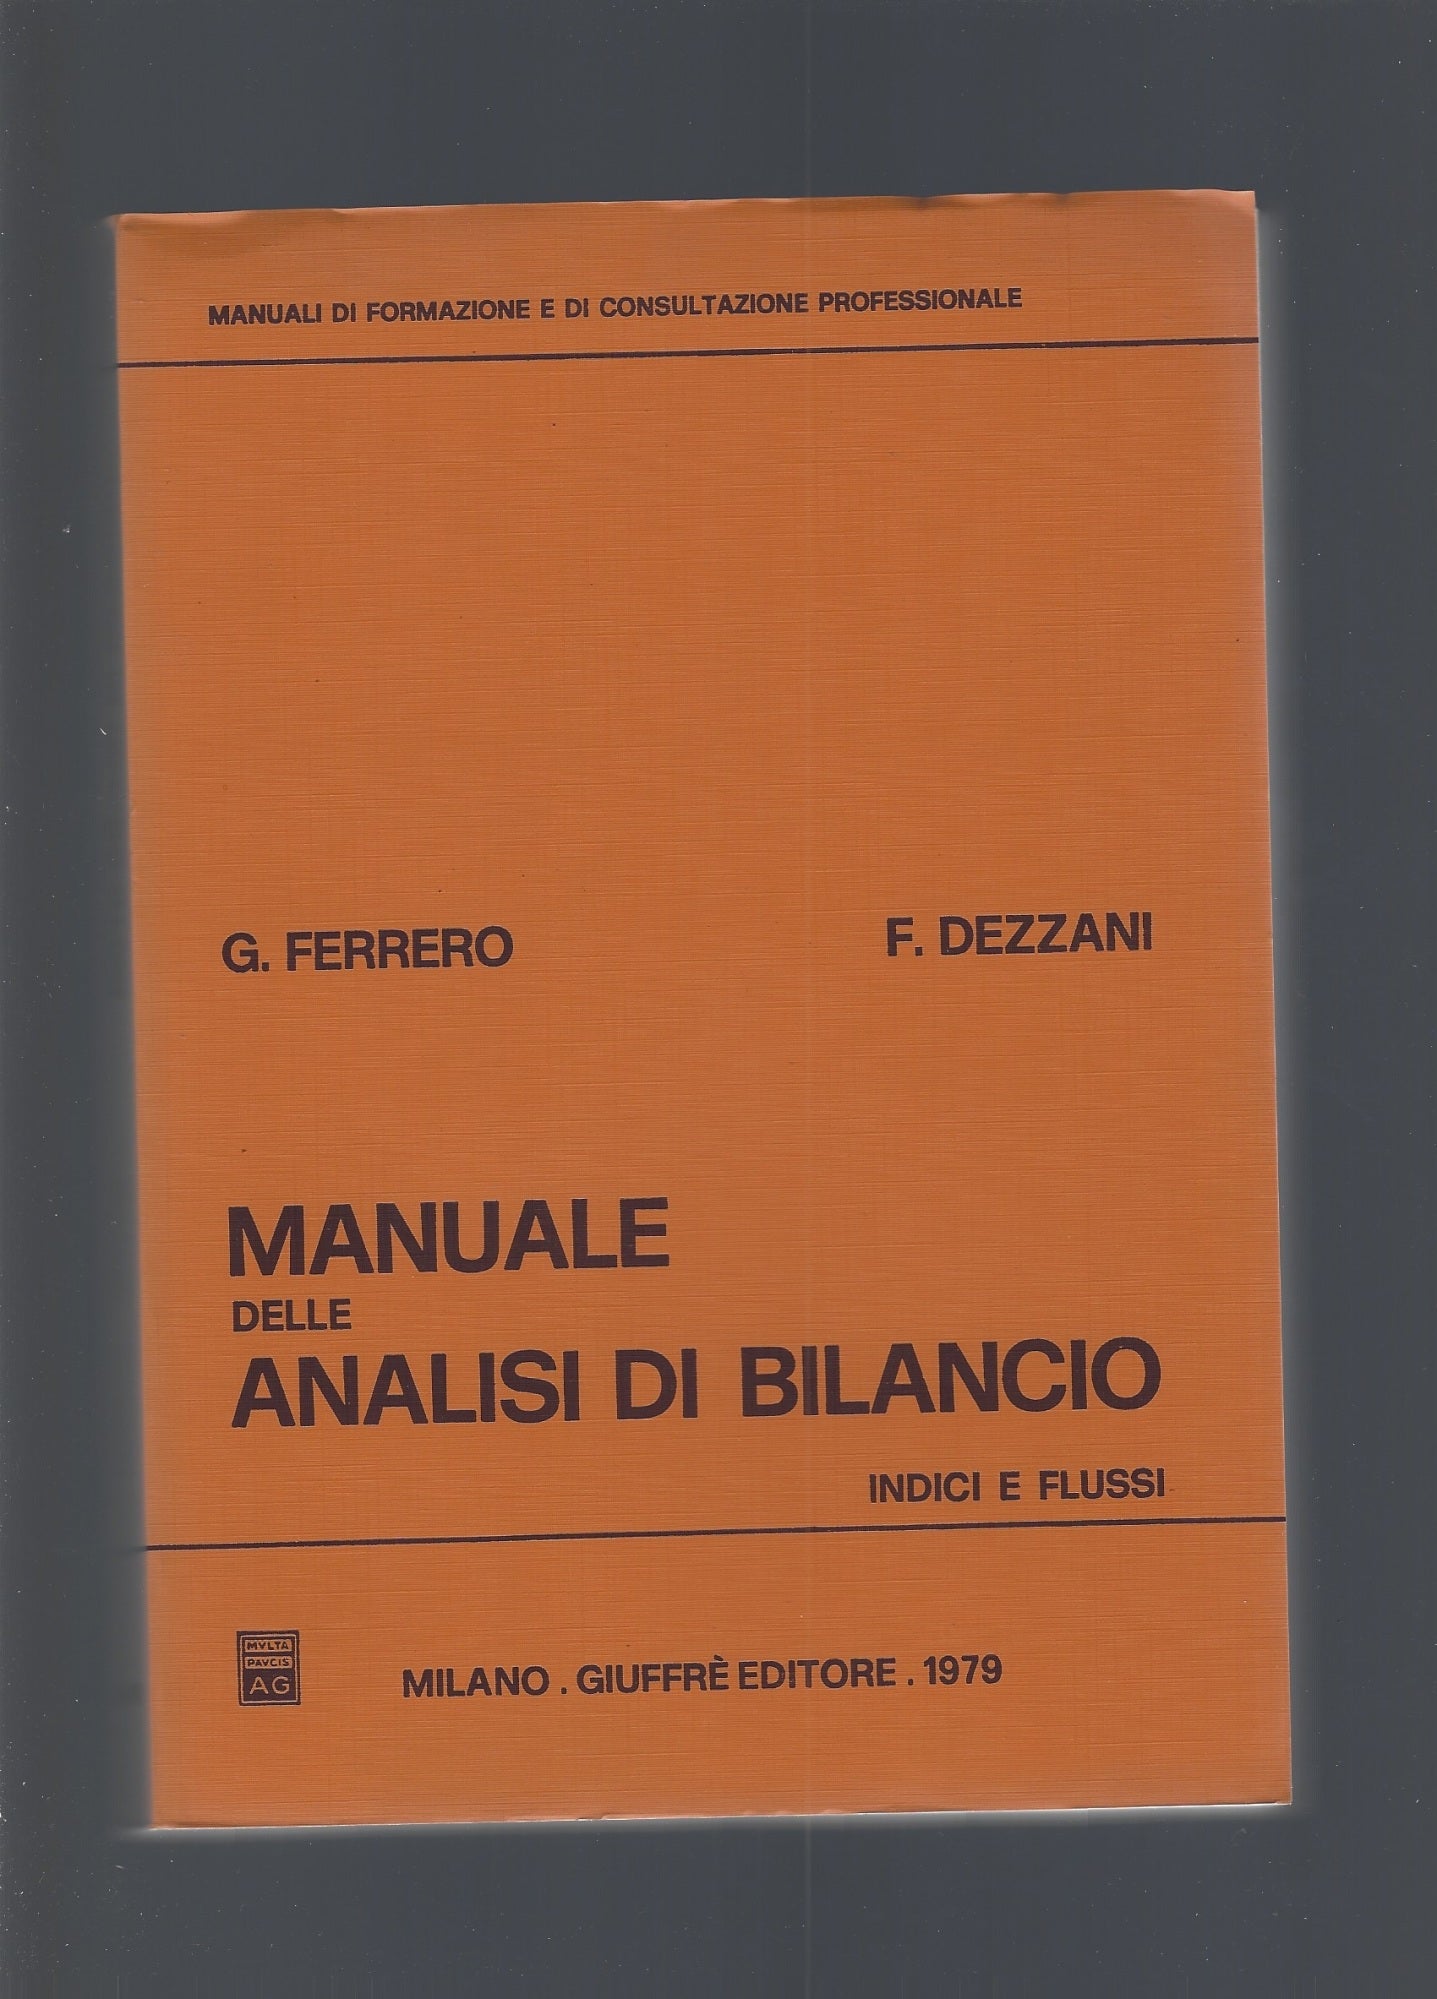 MANUALI DI FORMAZIONE E DI CONSULTAZIONE PROFESSIONALE
G. FERRERO F. DEZZANI
MANUALE
DELLE
ANALISI DI BILANCIO
INDICI E FLUSSI
MVLTA
PAVCIS
AG
MILANO . GIUFFRÈ EDITORE . 1979